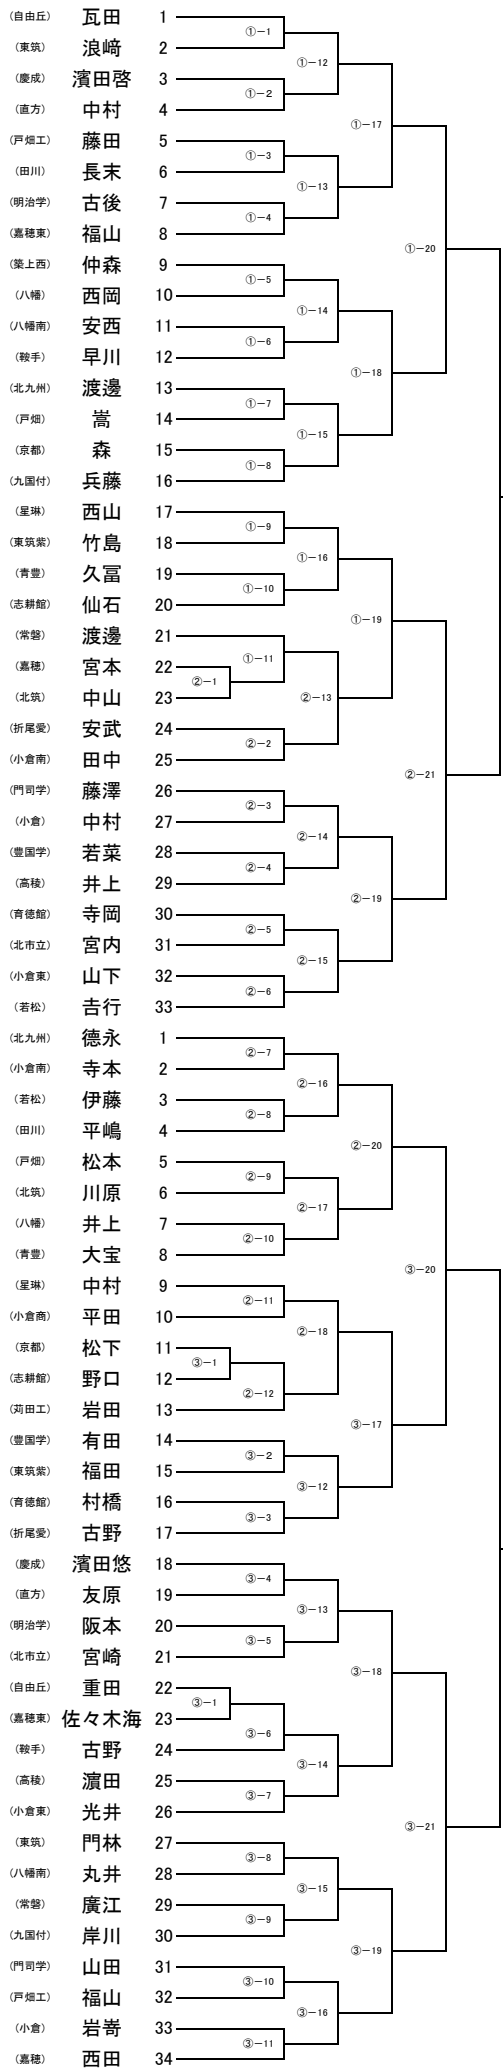 (自由丘) 瓦田 1
①-1
(東筑) 浪﨑 2
①-12
(慶成) 濱田啓 3
①-2
(直方) 中村 4
①-17
(戸畑工) 藤田 5
①-3
(田川) 長末 6
①-13
(明治学) 古後 7
①-4
(嘉穂東) 福山 8
①-20
(築上西) 仲森 9
①-5
(八幡) 西岡 10
①-14
(八幡南) 安西 11
①-6
(鞍手) 早川 12
①-18
(北九州) 渡邊 13
①-7
(戸畑) 嵩 14
①-15
(京都) 森 15
①-8
(九国付) 兵藤 16
(星琳) 西山 17
①-9
(東筑紫) 竹島 18
①-16
(青豊) 久冨 19
①-10
(志耕館) 仙石 20
①-19
(常磐) 渡邊 21
①-11
(嘉穂) 宮本 22
②-1
(北筑) 中山 23
②-13
(折尾愛) 安武 24
②-2
(小倉南) 田中 25
②-21
(門司学) 藤澤 26
②-3
(小倉) 中村 27
②-14
(豊国学) 若菜 28
②-4
(高稜) 井上 29
②-19
(育徳館) 寺岡 30
②-5
(北市立) 宮内 31
②-15
(小倉東) 山下 32
②-6
(若松) 𠮷行 33
(北九州) 德永 1
②-7
(小倉南) 寺本 2
②-16
(若松) 伊藤 3
②-8
(田川) 平嶋 4
②-20
(戸畑) 松本 5
②-9
(北筑) 川原 6
②-17
(八幡) 井上 7
②-10
(青豊) 大宝 8
③-20
(星琳) 中村 9
②-11
(小倉商) 平田 10
②-18
(京都) 松下 11
③-1
(志耕館) 野口 12
②-12
(苅田工) 岩田 13
③-17
(豊国学) 有田 14
③-2
(東筑紫) 福田 15
③-12
(育徳館) 村橋 16
③-3
(折尾愛) 古野 17
(慶成) 濱田悠 18
③-4
(直方) 友原 19
③-13
(明治学) 阪本 20
③-5
(北市立) 宮崎 21
③-18
(自由丘) 重田 22
③-1
(嘉穂東) 佐々木海 23
③-6
(鞍手) 古野 24
③-14
(高稜) 濵田 25
③-7
(小倉東) 光井 26
③-21
(東筑) 門林 27
③-8
(八幡南) 丸井 28
③-15
(常磐) 廣江 29
③-9
(九国付) 岸川 30
③-19
(門司学) 山田 31
③-10
(戸畑工) 福山 32
③-16
(小倉) 岩嵜 33
③-11
(嘉穂) 西田 34